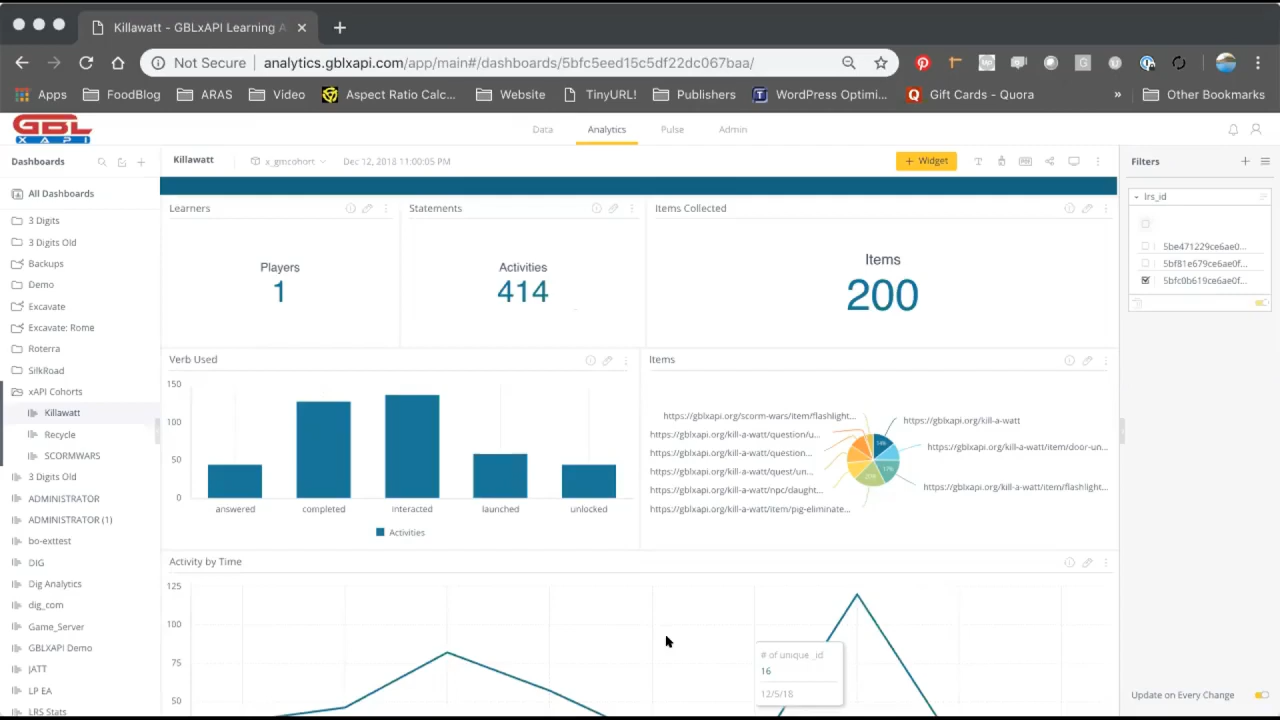 Killawatt - GBLxAPI Learning A
Not Secure
analytics.gblxapi.com/app/main#/dashboards/5bfc5eed15c5df22dc067baa/
Apps
FoodBlog
ARAS
Video
Aspect Ratio Calc...
Website
TinyURL!
Publishers
WordPress Optimi...
Gift Cards - Quora
»
Other Bookmarks
GBL
XAPI
Data
Analytics
Pulse
Admin
Dashboards
Killawatt
x_gmcohort
Dec 12, 2018 11:00:05 PM
+ Widget
Filters
All Dashboards
3 Digits
3 Digits Old
Backups
Demo
Excavate
Excavate: Rome
Roterra
SilkRoad
xAPI Cohorts
Killawatt
Recycle
SCORMWARS
3 Digits Old
ADMINISTRATOR
ADMINISTRATOR (1)
bo-exttest
DIG
Dig Analytics
dig_com
Game_Server
GBLXAPI Demo
JATT
LP EA
LRS Stats
Learners
Players
1
Statements
Activities
414
Items Collected
Items
200
Verb Used
150
100
50
0
answered
completed
interacted
launched
unlocked
Activities
Items
https://gblxapi.org/scorm-wars/item/flashlight...
https://gblxapi.org/kill-a-watt/question/u...
https://gblxapi.org/kill-a-watt/question...
https://gblxapi.org/kill-a-watt/quest/un...
https://gblxapi.org/kill-a-watt/npc/daught...
https://gblxapi.org/kill-a-watt/item/pig-eliminate...
https://gblxapi.org/kill-a-watt
https://gblxapi.org/kill-a-watt/item/door-un...
https://gblxapi.org/kill-a-watt/item/flashlight...
17%
Activity by Time
125
100
75
50
# of unique _id
16
12/5/18
lrs_id
5be471229ce6ae0...
5bf81e679ce6ae0f...
5bfc0b619ce6ae0f...
Update on Every Change